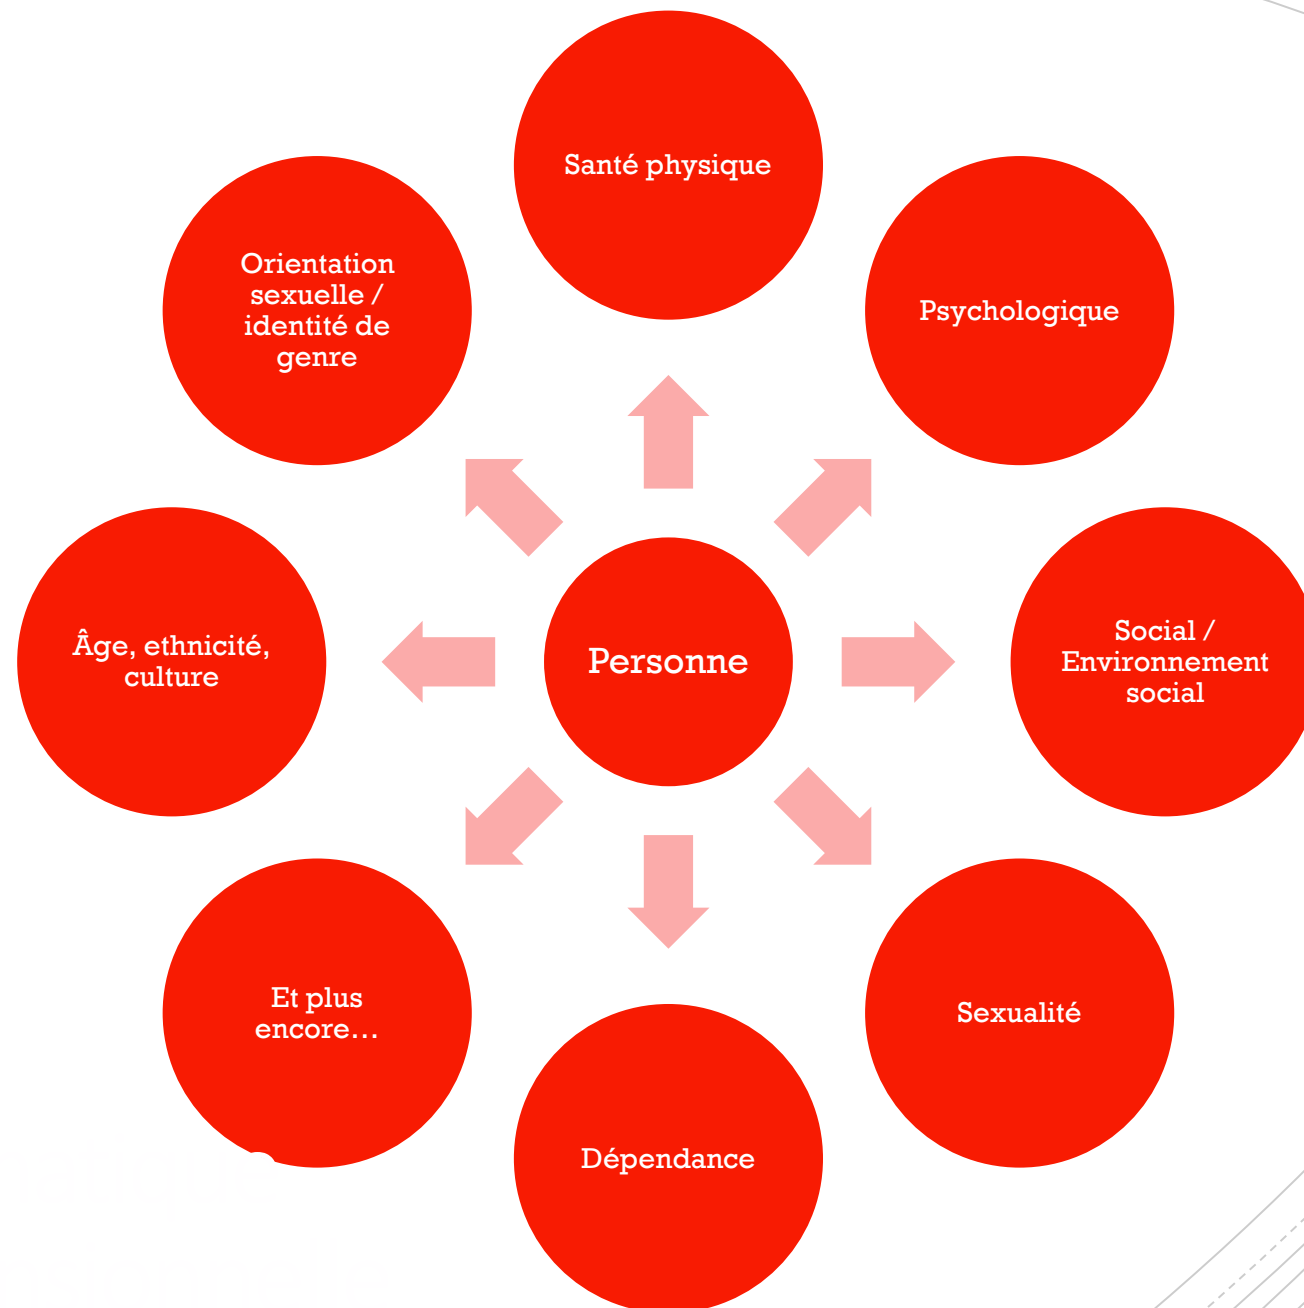 Santé physique
Orientation
sexuelle /
identité de
genre
Psychologique
Âge, ethnicité,
culture
Personne
Social /
Environnement
social
Et plus
encore…
Sexualité
Dépendance